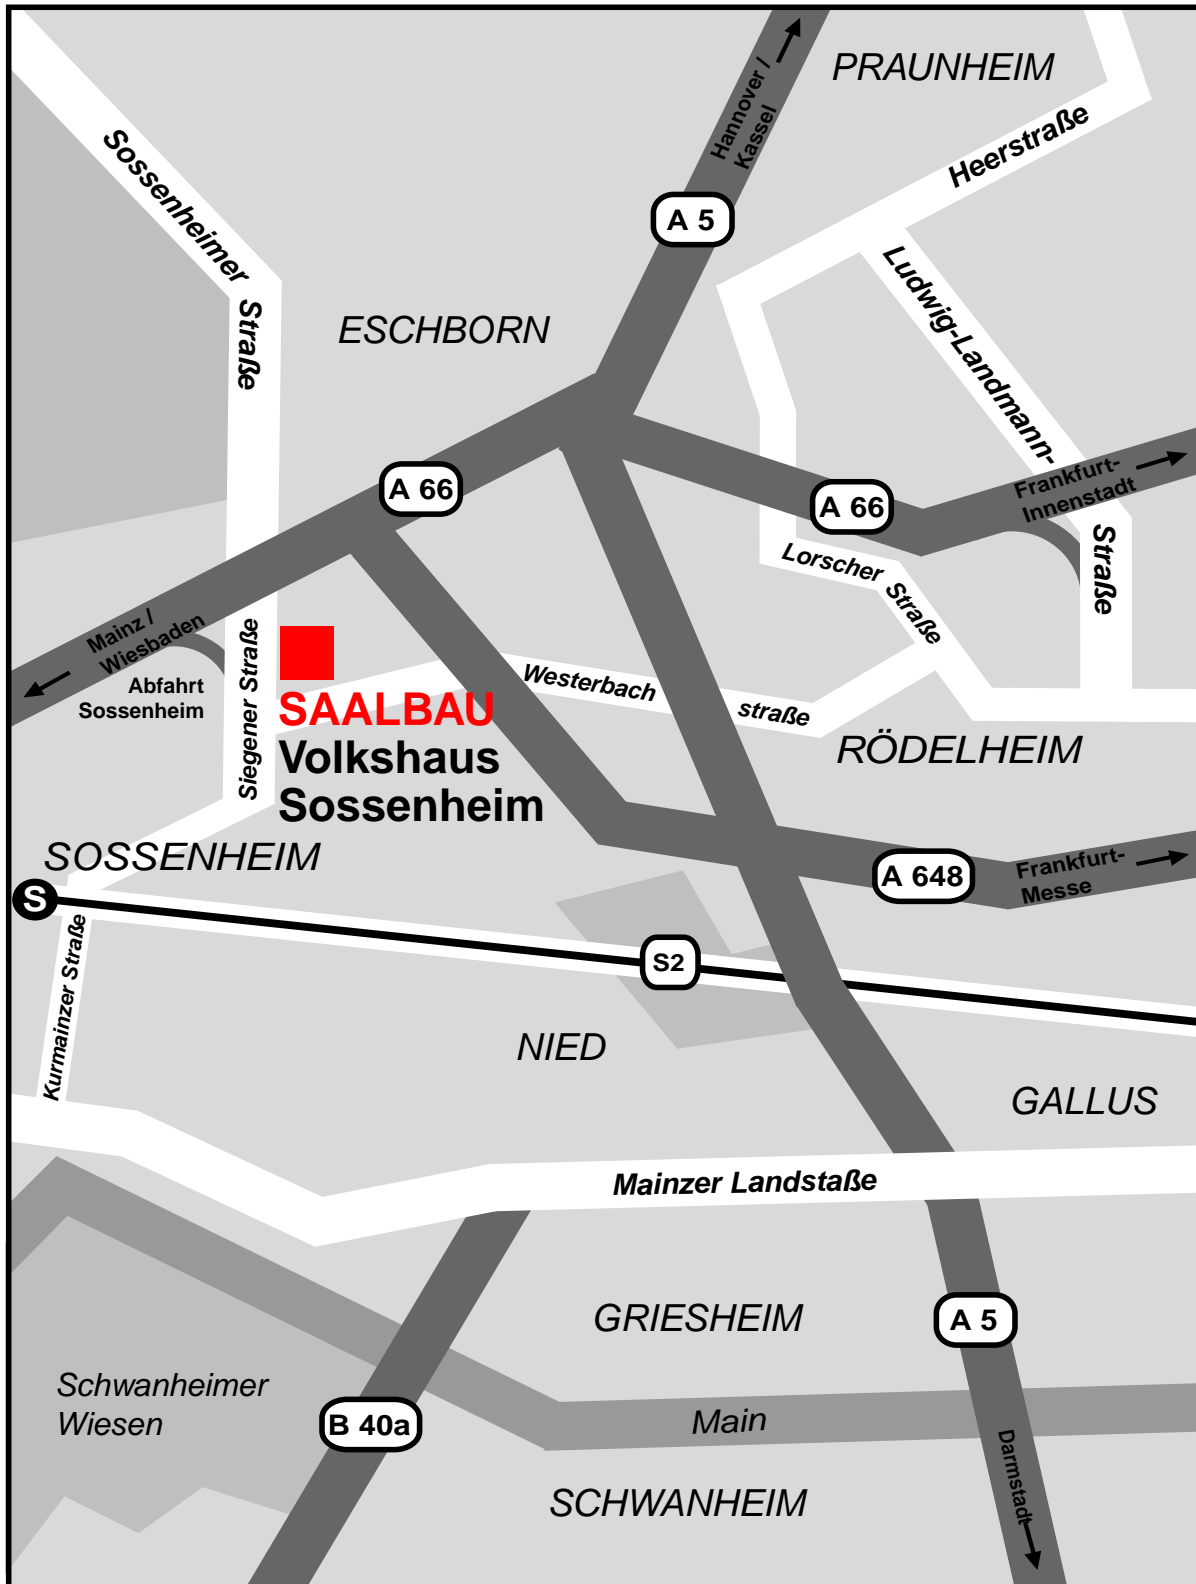 PRAUNHEIM
Hannover /
Kassel
Heerstraße
Sossenheimer
Straße
A 5
Ludwig-Landmann-
Straße
ESCHBORN
A 66
A 66
Frankfurt-
Innenstadt
Lorscher
Straße
Mainz /
Wiesbaden
Abfahrt
Sossenheim
Siegener Straße
SAALBAU
Volkshaus
Sossenheim
Westerbach
straße
RÖDELHEIM
SOSSENHEIM
A 648
Frankfurt-
Messe
S
Kurmainzer Straße
S2
NIED
GALLUS
Mainzer Landstaße
GRIESHEIM
A 5
Schwanheimer
Wiesen
B 40a
Main
Darmstadt
SCHWANHEIM